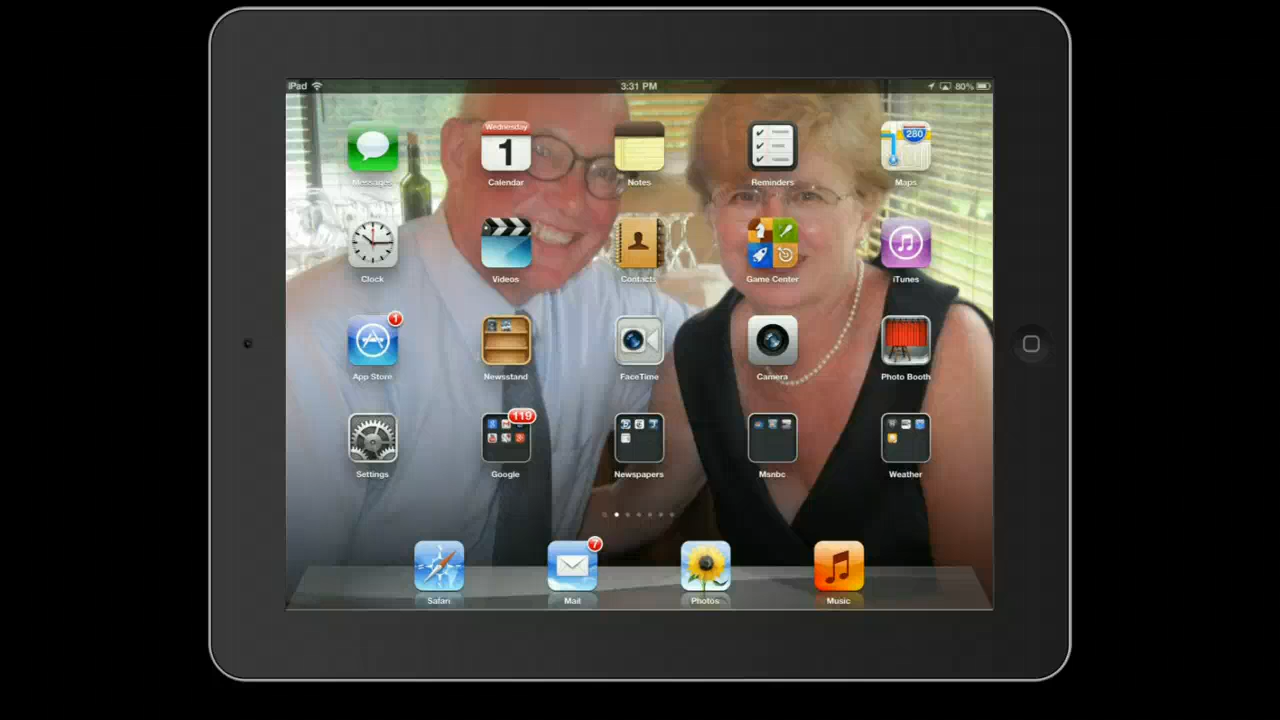 iPad 3:31 PM 80%
Wednesday 280
1
Messages Calendar Notes Reminders Maps
Clock Videos Contacts Game Center iTunes
1
App Store Newsstand FaceTime Camera Photo Booth
119
Settings Google Newspapers Msnbc Weather
7
Safari Mail Photos Music